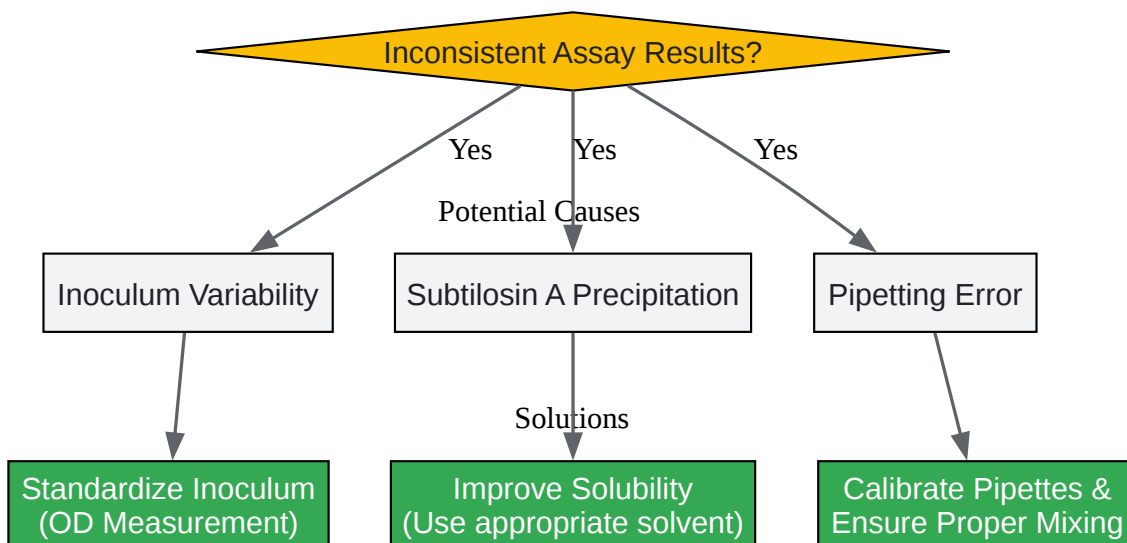 Inconsistent Assay Results?
Yes
Yes
Yes
Potential Causes
Inoculum Variability
Subtilosin A Precipitation
Pipetting Error
Solutions
Standardize Inoculum
(OD Measurement)
Improve Solubility
(Use appropriate solvent)
Calibrate Pipettes &
Ensure Proper Mixing